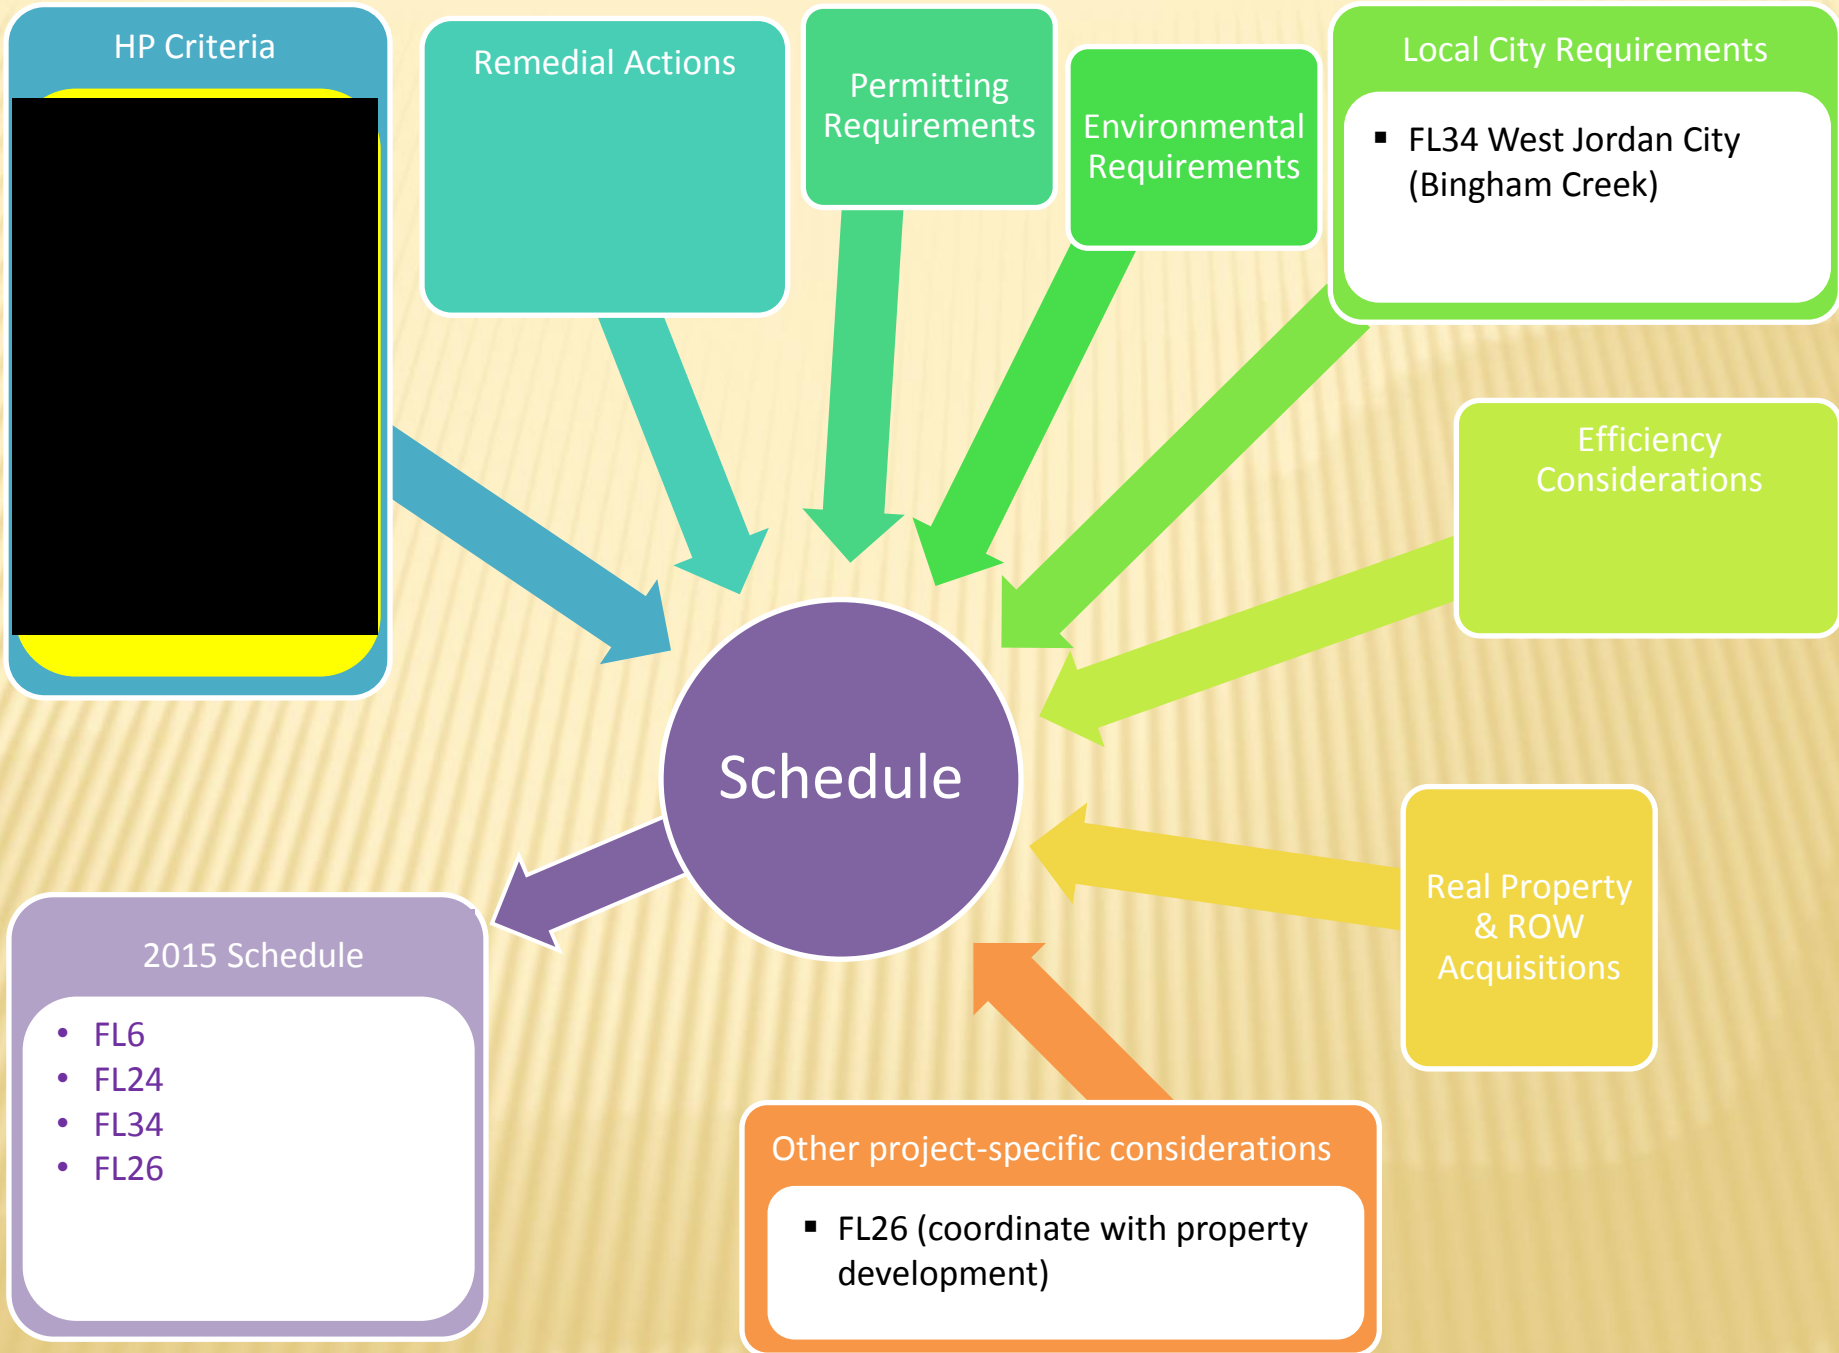 HP Criteria
Remedial Actions
Permitting
Requirements
Environmental
Requirements
Local City Requirements
▪ FL34 West Jordan City
(Bingham Creek)
Efficiency
Considerations
Schedule
Real Property
& ROW
Acquisitions
2015 Schedule
• FL6
• FL24
• FL34
• FL26
Other project-specific considerations
▪ FL26 (coordinate with property
development)